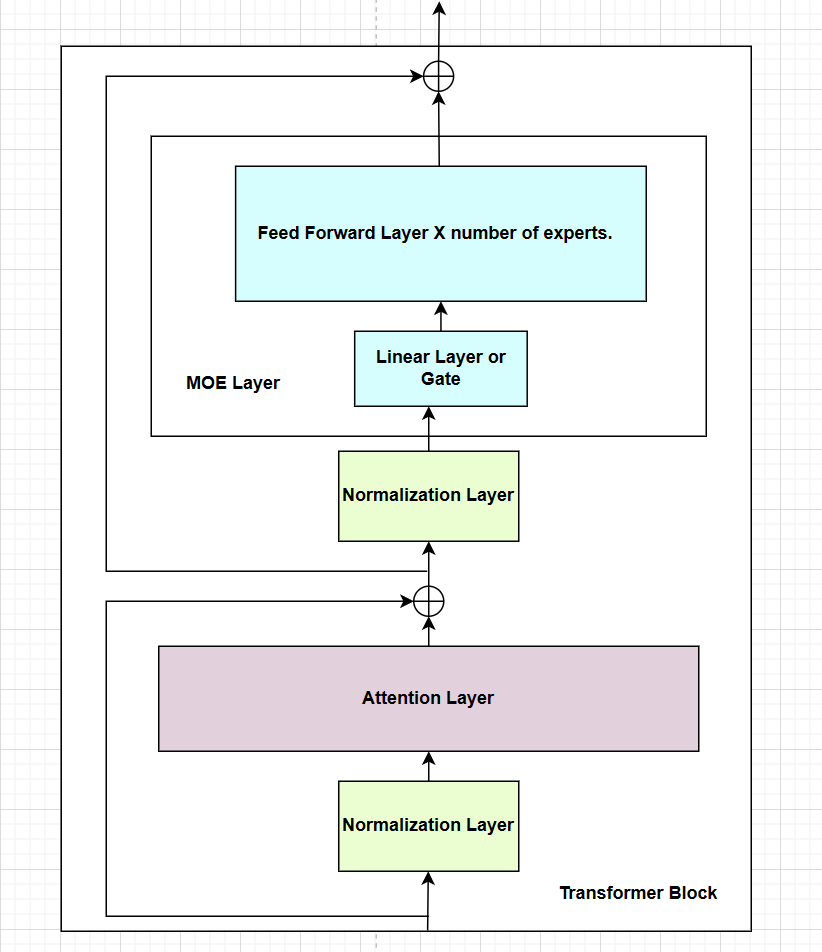 Feed Forward Layer X number of experts.
Linear Layer or
Gate
MOE Layer
Normalization Layer
Attention Layer
Normalization Layer
Transformer Block